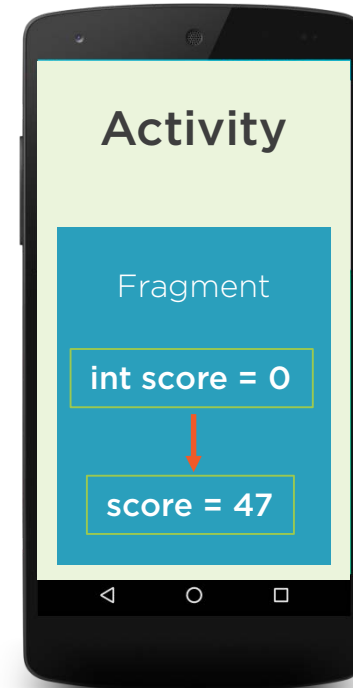 Activity
Fragment
int score = 0
score = 47